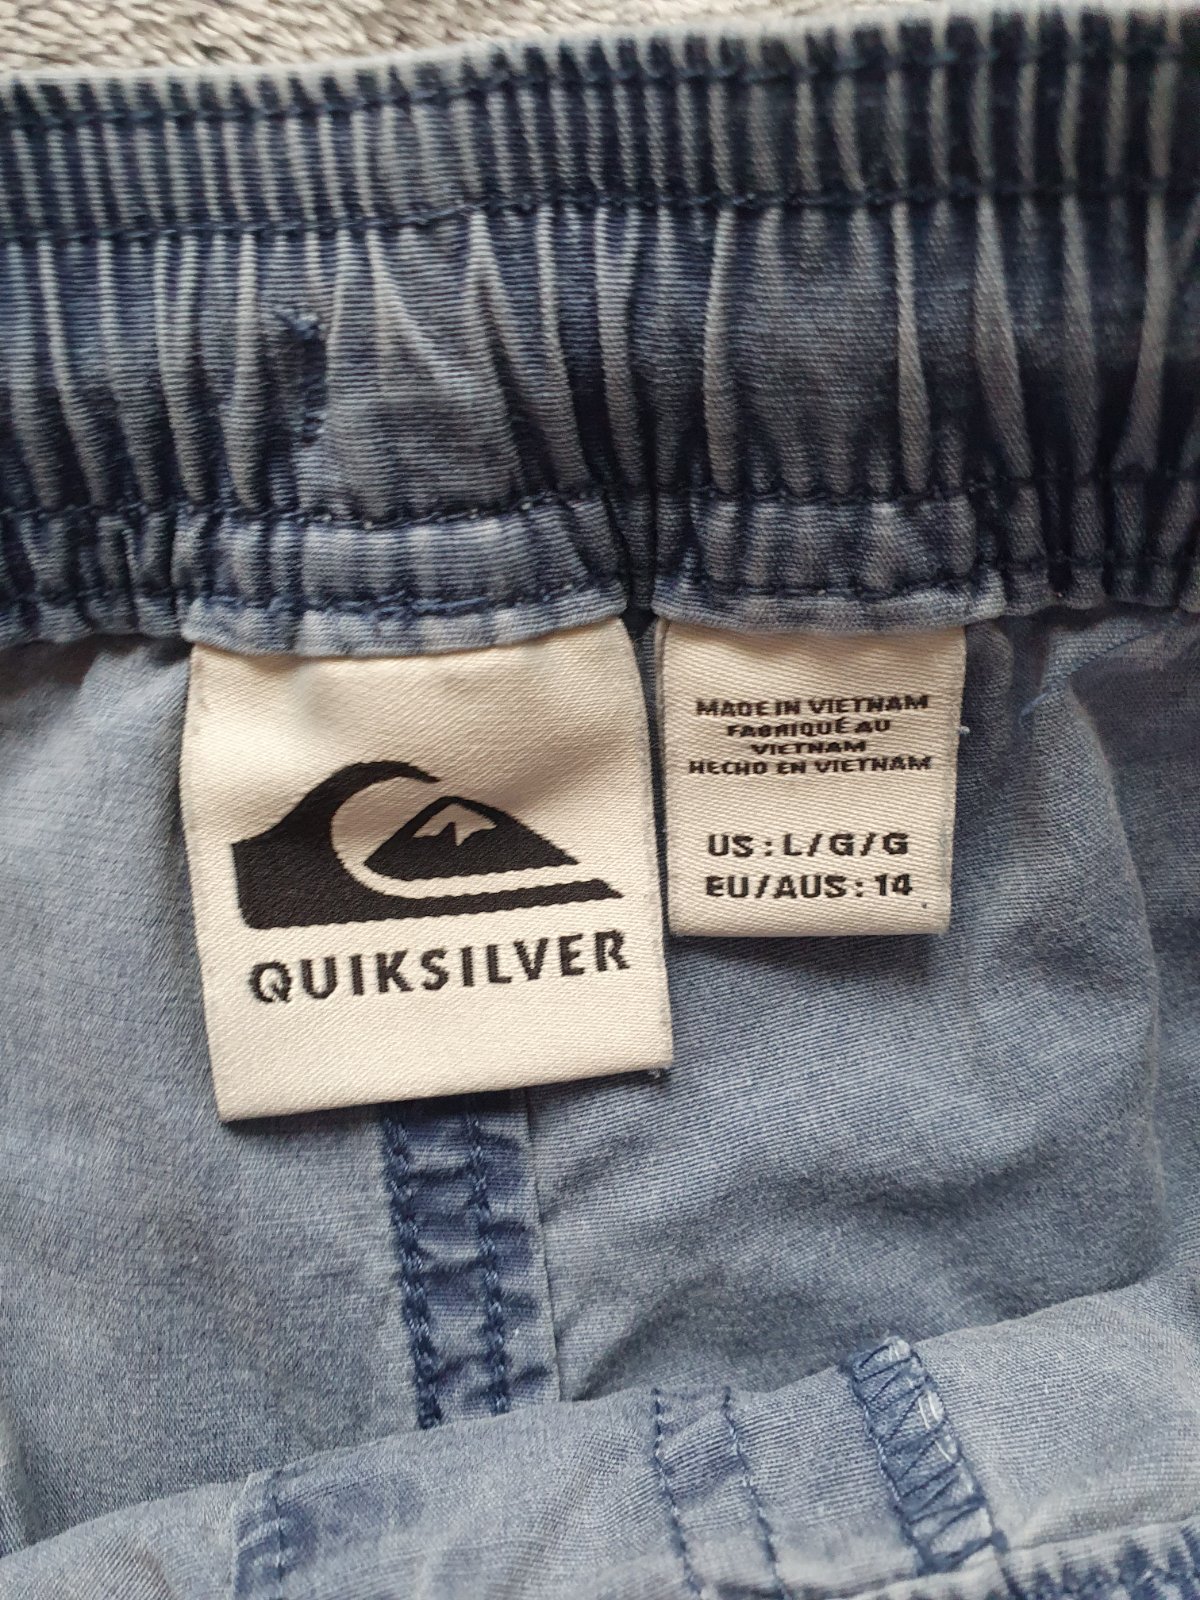 QUIKSILVER
MADE IN VIETNAM
FABRIQUÉ AU
VIETNAM
HECHO EN VIETNAM
US : L/G/G
EU/AUS : 14